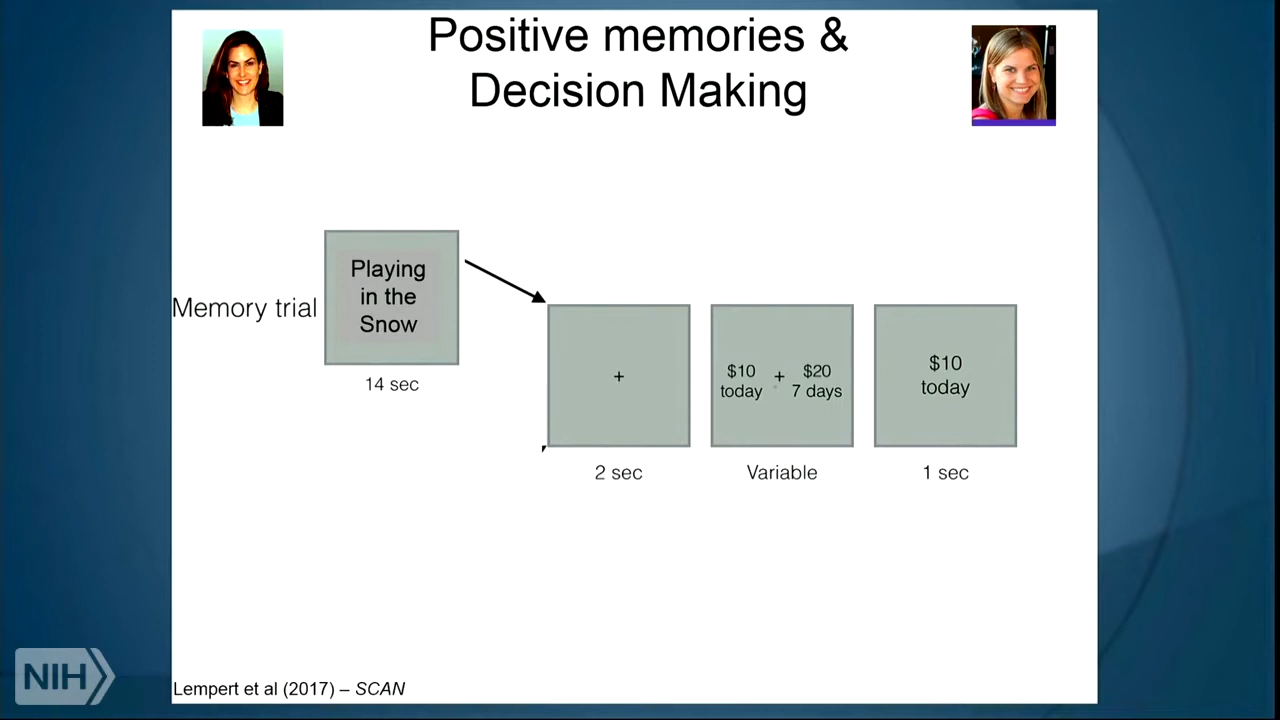 Positive memories &
Decision Making
Memory trial
Playing
in the
Snow
14 sec
+
2 sec
$10 + $20
today 7 days
Variable
$10
today
1 sec
NIH
Lempert et al (2017) – SCAN